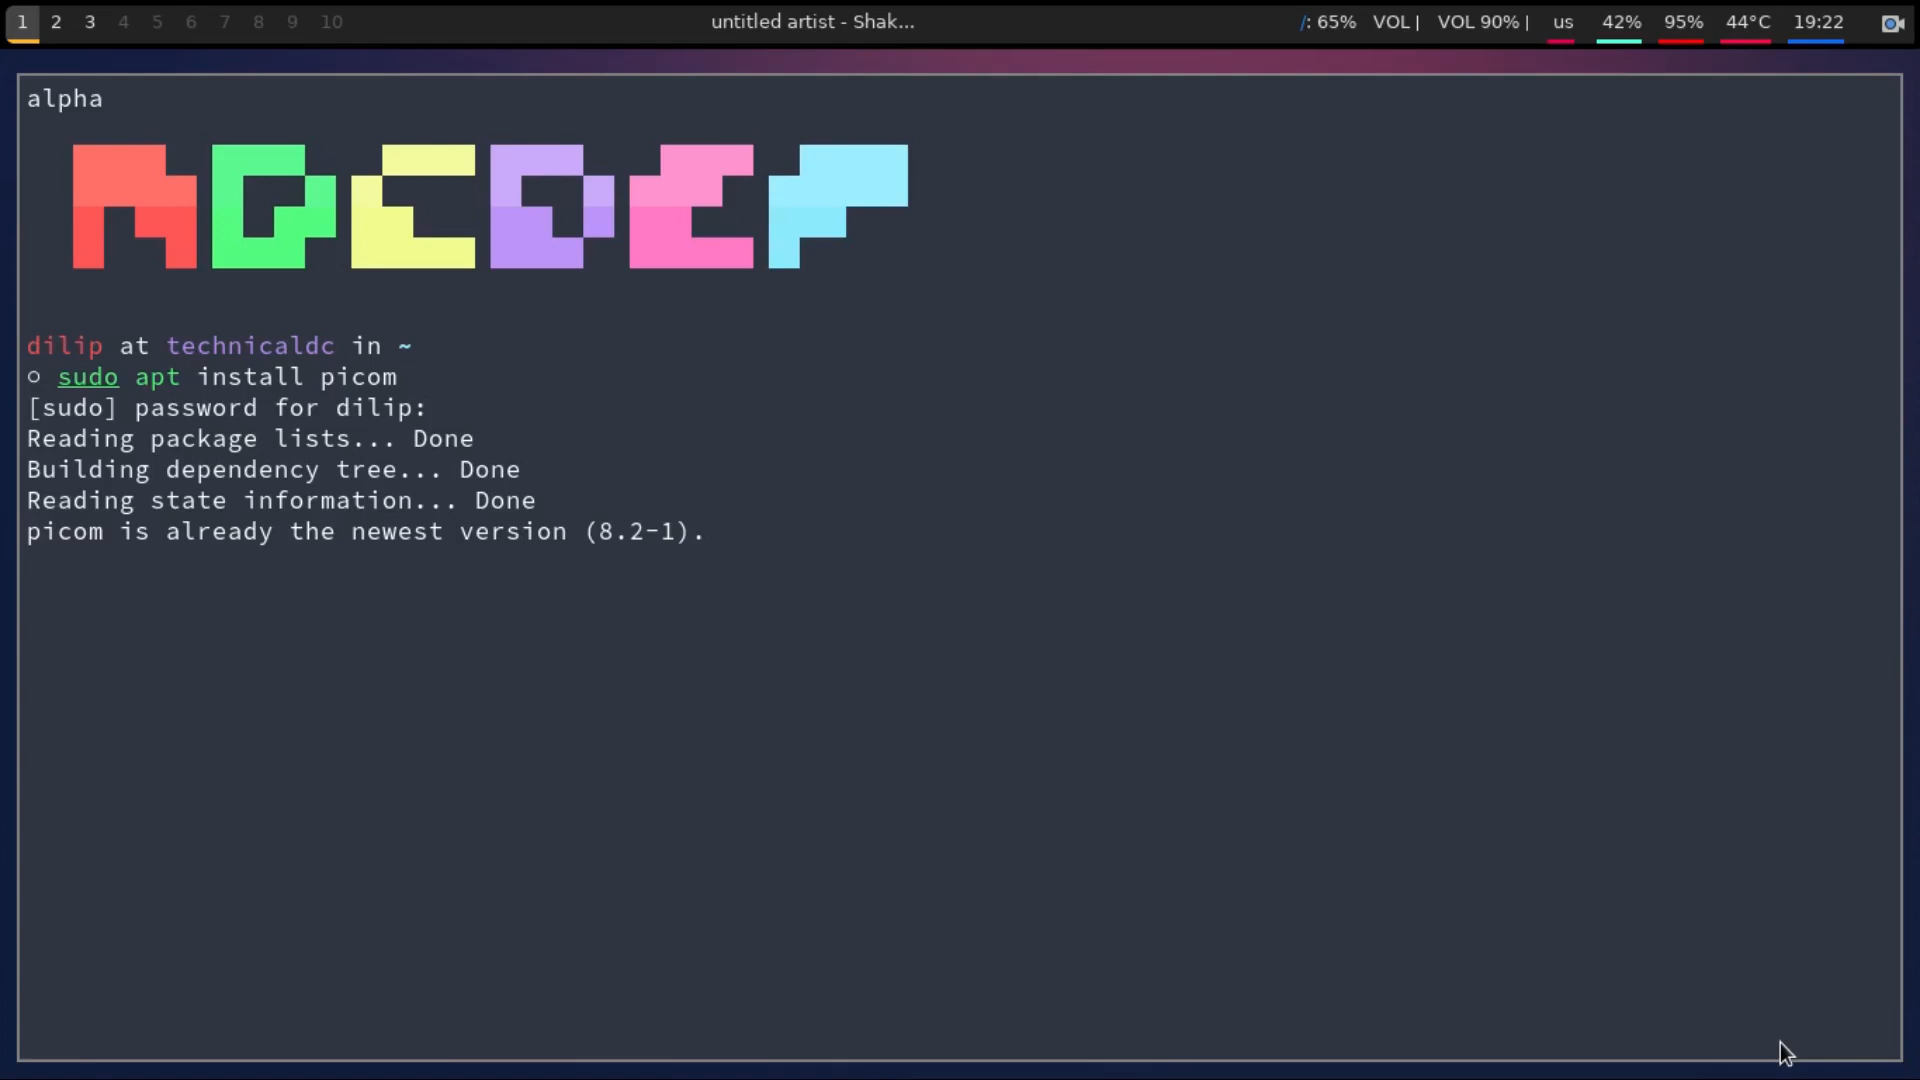 1 2 3 4 5 6 7 8 9 10 untitled artist - Shak... /: 65% VOL | VOL 90% | us 42% 95% 44°C 19:22
alpha
ABCDEF
dilip at technicaldc in ~
○ sudo apt install picom
[sudo] password for dilip:
Reading package lists... Done
Building dependency tree... Done
Reading state information... Done
picom is already the newest version (8.2-1).